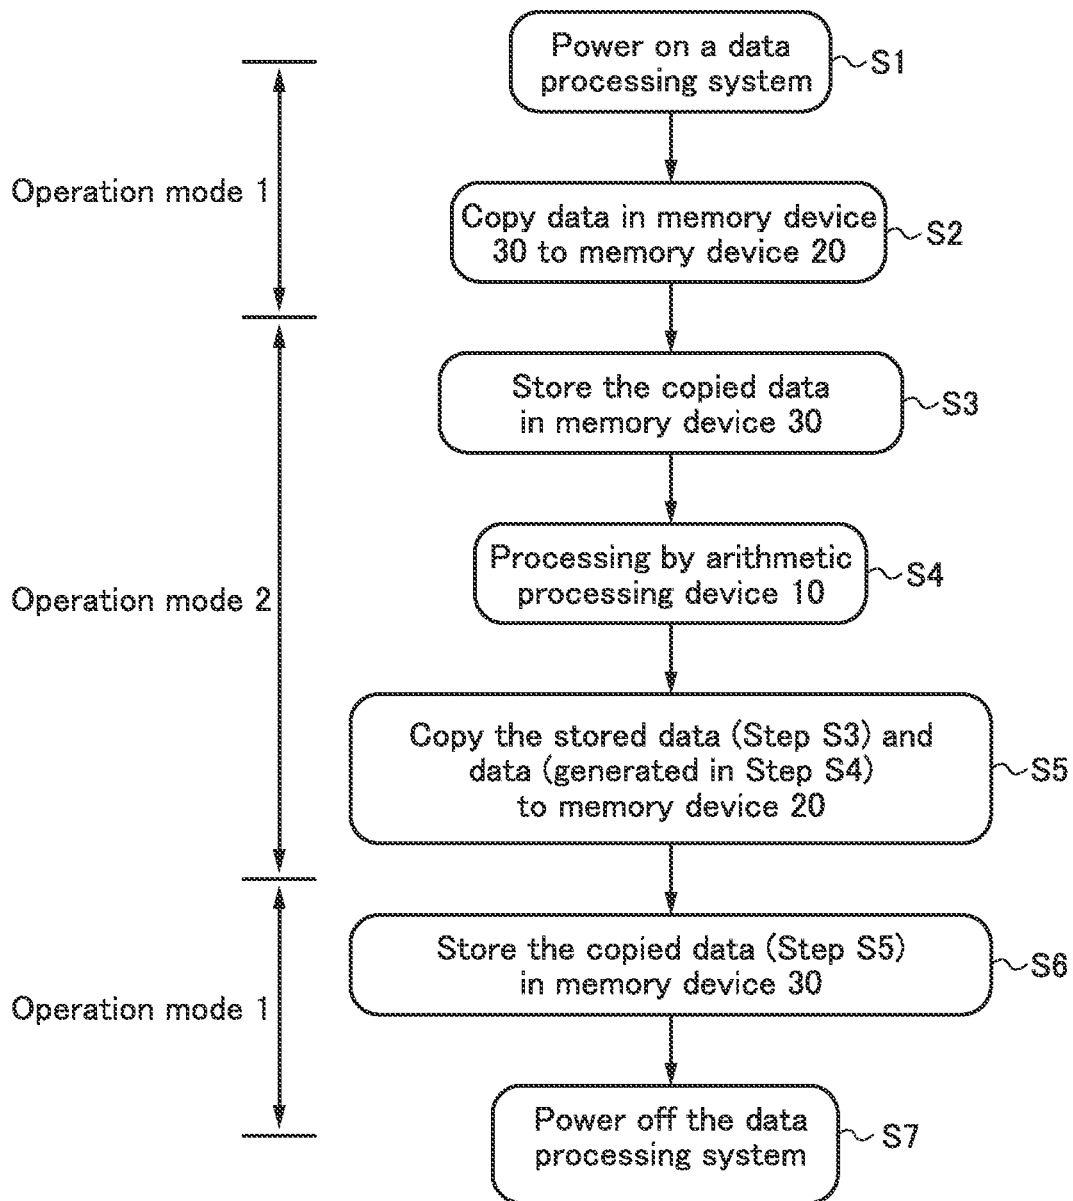 Power on a data
processing system
S1
Operation mode 1
Copy data in memory device
30 to memory device 20
S2
Store the copied data
in memory device 30
S3
Processing by arithmetic
processing device 10
S4
Operation mode 2
Copy the stored data (Step S3) and
data (generated in Step S4)
to memory device 20
S5
Store the copied data (Step S5)
in memory device 30
S6
Operation mode 1
Power off the data
processing system
S7